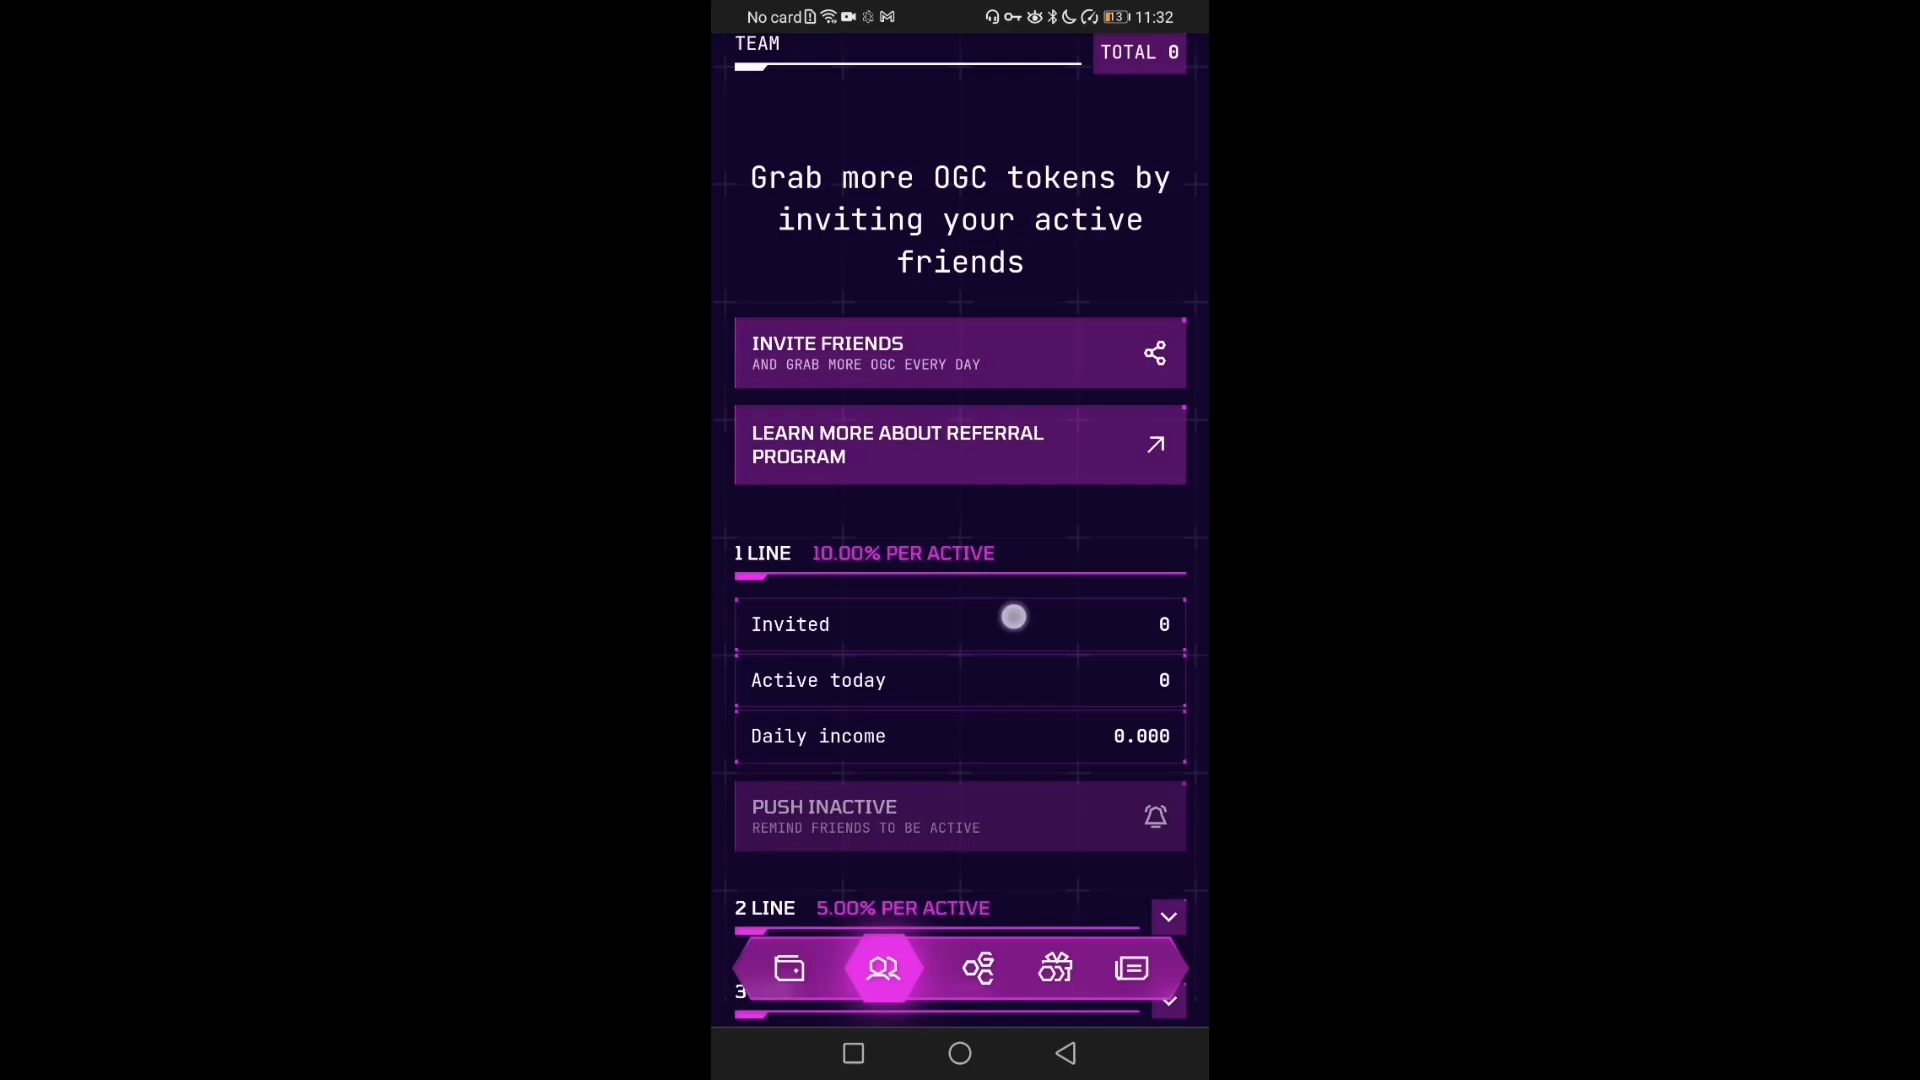 No card 13 11:32
TEAM
TOTAL 0
Grab more OGC tokens by
inviting your active
friends
INVITE FRIENDS
AND GRAB MORE OGC EVERY DAY
LEARN MORE ABOUT REFERRAL
PROGRAM
1 LINE 10.00% PER ACTIVE
Invited 0
Active today 0
Daily income 0.000
PUSH INACTIVE
REMIND FRIENDS TO BE ACTIVE
2 LINE 5.00% PER ACTIVE
GC
3